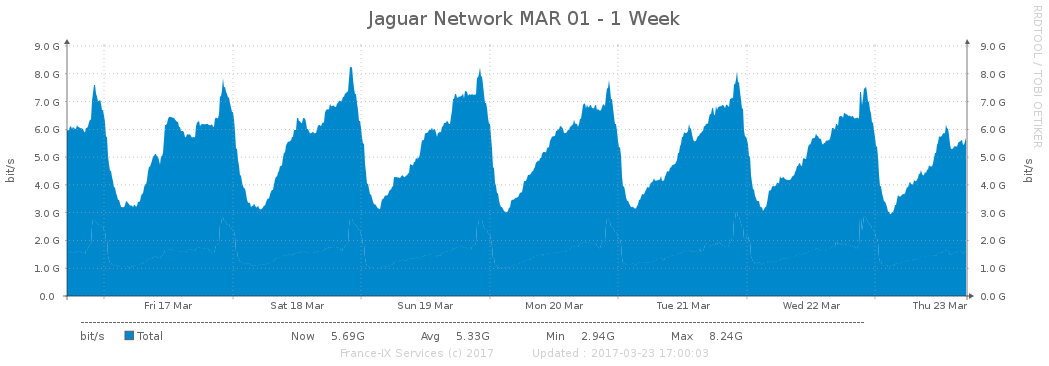 Jaguar Network MAR 01 - 1 Week
RRDTOOL / TOBI OETIKER
9.0 G 9.0 G
8.0 G 8.0 G
7.0 G 7.0 G
6.0 G 6.0 G
5.0 G 5.0 G
4.0 G 4.0 G
3.0 G 3.0 G
2.0 G 2.0 G
1.0 G 1.0 G
0.0 0.0 G
bit/s bit/s
Fri 17 Mar Sat 18 Mar Sun 19 Mar Mon 20 Mar Tue 21 Mar Wed 22 Mar Thu 23 Mar
bit/s Total Now 5.69G Avg 5.33G Min 2.94G Max 8.24G
France-IX Services (c) 2017 Updated : 2017-03-23 17:00:03